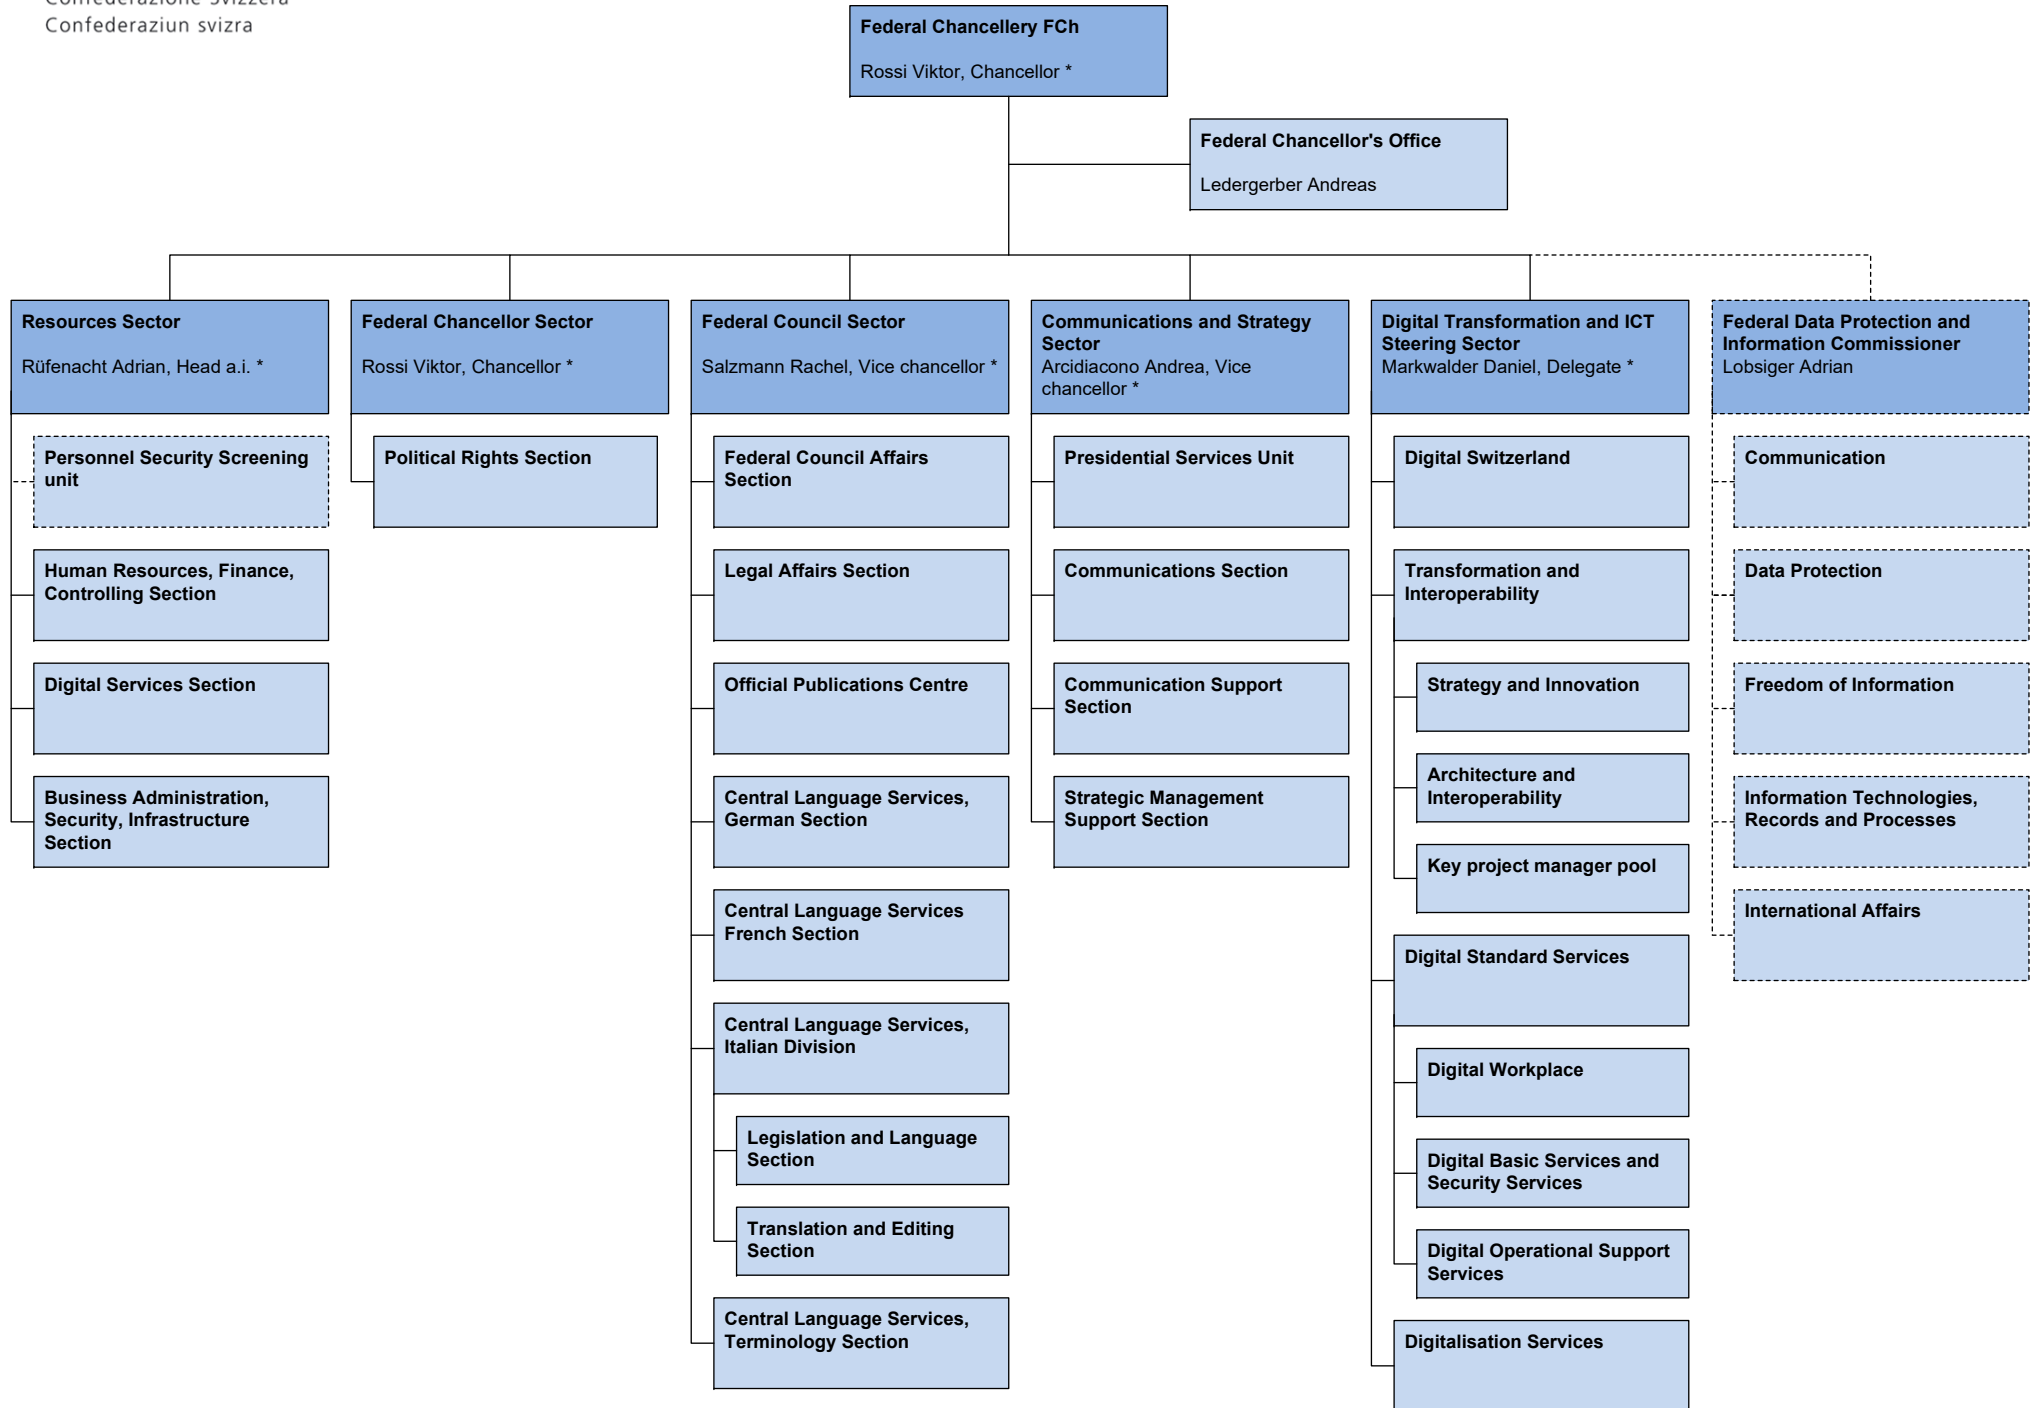 Confederazione Svizzera
Confederaziun svizra
Federal Chancellery FCh
Rossi Viktor, Chancellor *
Federal Chancellor's Office
Ledergerber Andreas
Resources Sector
Rüfenacht Adrian, Head a.i. *
Personnel Security Screening
unit
Human Resources, Finance,
Controlling Section
Digital Services Section
Business Administration,
Security, Infrastructure
Section
Federal Chancellor Sector
Rossi Viktor, Chancellor *
Political Rights Section
Federal Council Sector
Salzmann Rachel, Vice chancellor *
Federal Council Affairs
Section
Legal Affairs Section
Official Publications Centre
Central Language Services,
German Section
Central Language Services
French Section
Central Language Services,
Italian Division
Legislation and Language
Section
Translation and Editing
Section
Central Language Services,
Terminology Section
Communications and Strategy
Sector
Arcidiacono Andrea, Vice
chancellor *
Presidential Services Unit
Communications Section
Communication Support
Section
Strategic Management
Support Section
Digital Transformation and ICT
Steering Sector
Markwalder Daniel, Delegate *
Digital Switzerland
Transformation and
Interoperability
Strategy and Innovation
Architecture and
Interoperability
Key project manager pool
Digital Standard Services
Digital Workplace
Digital Basic Services and
Security Services
Digital Operational Support
Services
Digitalisation Services
Federal Data Protection and
Information Commissioner
Lobsiger Adrian
Communication
Data Protection
Freedom of Information
Information Technologies,
Records and Processes
International Affairs